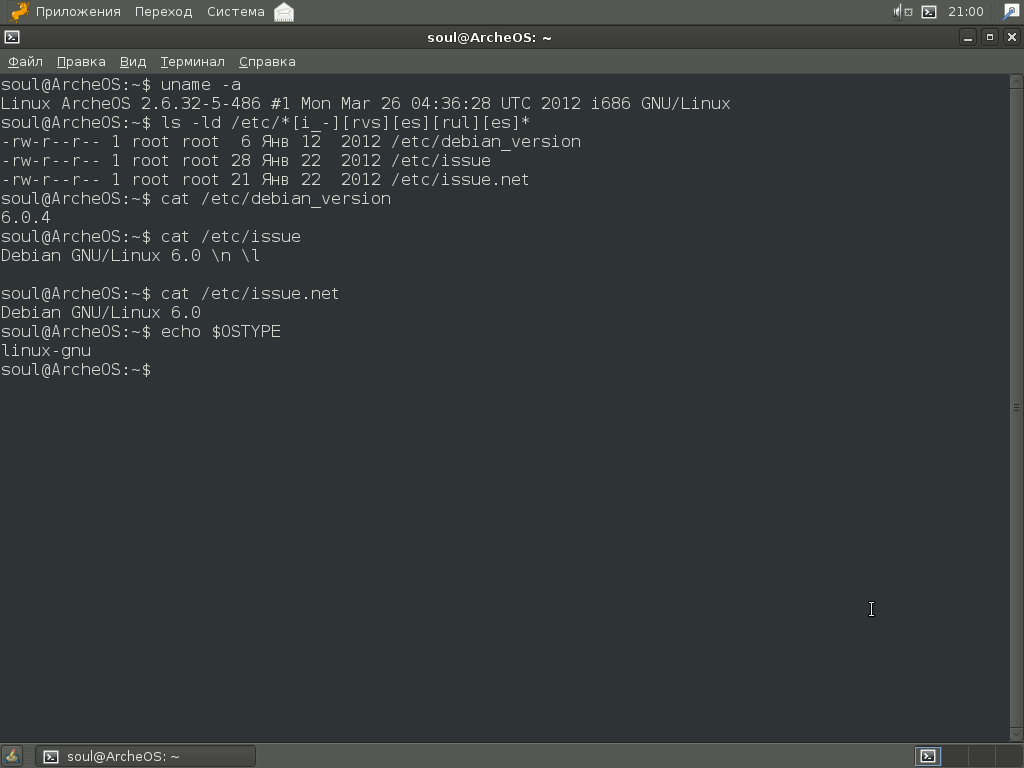 Приложения Переход Система 21:00
soul@ArcheOS: ~
Файл Правка Вид Терминал Справка
soul@ArcheOS:~$ uname -a
Linux ArcheOS 2.6.32-5-486 #1 Mon Mar 26 04:36:28 UTC 2012 i686 GNU/Linux
soul@ArcheOS:~$ ls -ld /etc/*[i_-][rvs][es][rul][es]*
-rw-r--r-- 1 root root  6 Янв 12  2012 /etc/debian_version
-rw-r--r-- 1 root root 28 Янв 22  2012 /etc/issue
-rw-r--r-- 1 root root 21 Янв 22  2012 /etc/issue.net
soul@ArcheOS:~$ cat /etc/debian_version
6.0.4
soul@ArcheOS:~$ cat /etc/issue
Debian GNU/Linux 6.0 \n \l
soul@ArcheOS:~$ cat /etc/issue.net
Debian GNU/Linux 6.0
soul@ArcheOS:~$ echo $OSTYPE
linux-gnu
soul@ArcheOS:~$
soul@ArcheOS: ~